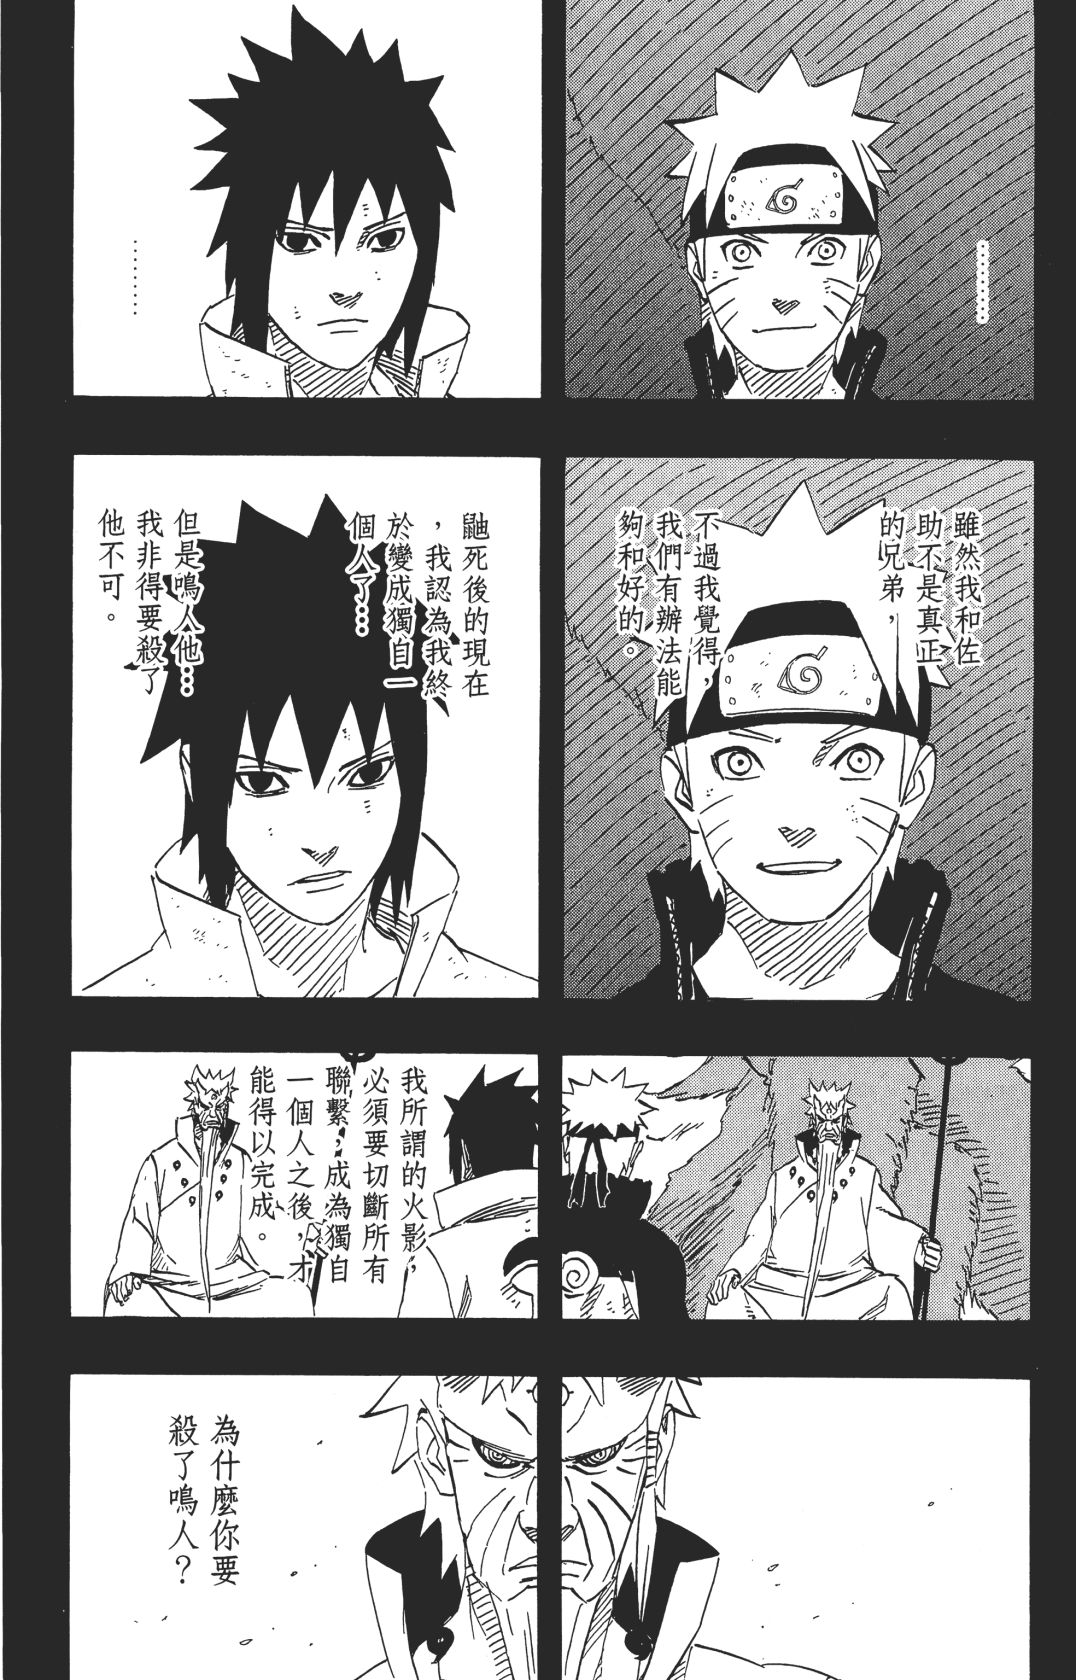 ………
………
雖然我和佐
助不是真正
的兄弟，
不過我覺得，
我們有辦法能
夠和好的。
鼬死後的現在
，我認為我終
於變成獨自一
個人了…
但是鳴人他…
我非得要殺了
他不可。
我所謂的火影，
必須要切斷所有
聯繫，成為獨自
一個人之後，才
能得以完成。
為什麼你要
殺了鳴人？